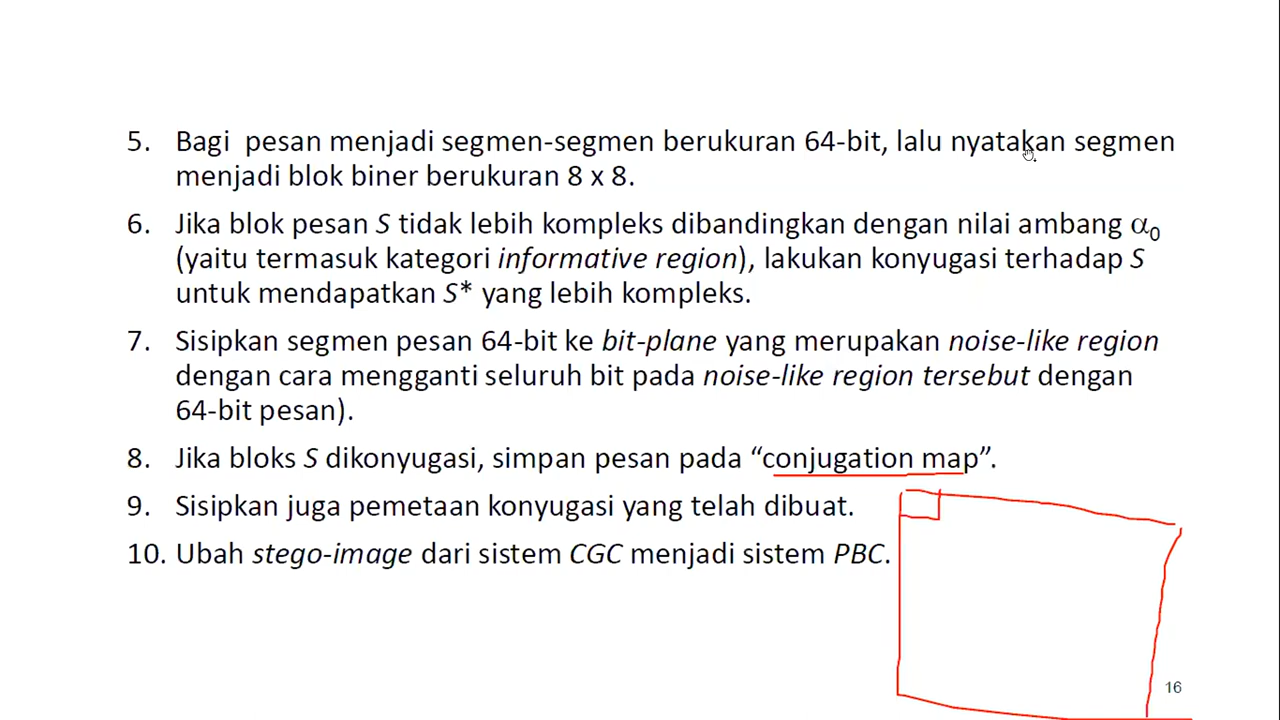 5. Bagi pesan menjadi segmen-segmen berukuran 64-bit, lalu nyatakan segmen
menjadi blok biner berukuran 8 x 8.
6. Jika blok pesan S tidak lebih kompleks dibandingkan dengan nilai ambang α0
(yaitu termasuk kategori informative region), lakukan konyugasi terhadap S
untuk mendapatkan S* yang lebih kompleks.
7. Sisipkan segmen pesan 64-bit ke bit-plane yang merupakan noise-like region
dengan cara mengganti seluruh bit pada noise-like region tersebut dengan
64-bit pesan).
8. Jika bloks S dikonyugasi, simpan pesan pada “conjugation map”.
9. Sisipkan juga pemetaan konyugasi yang telah dibuat.
10. Ubah stego-image dari sistem CGC menjadi sistem PBC.
16